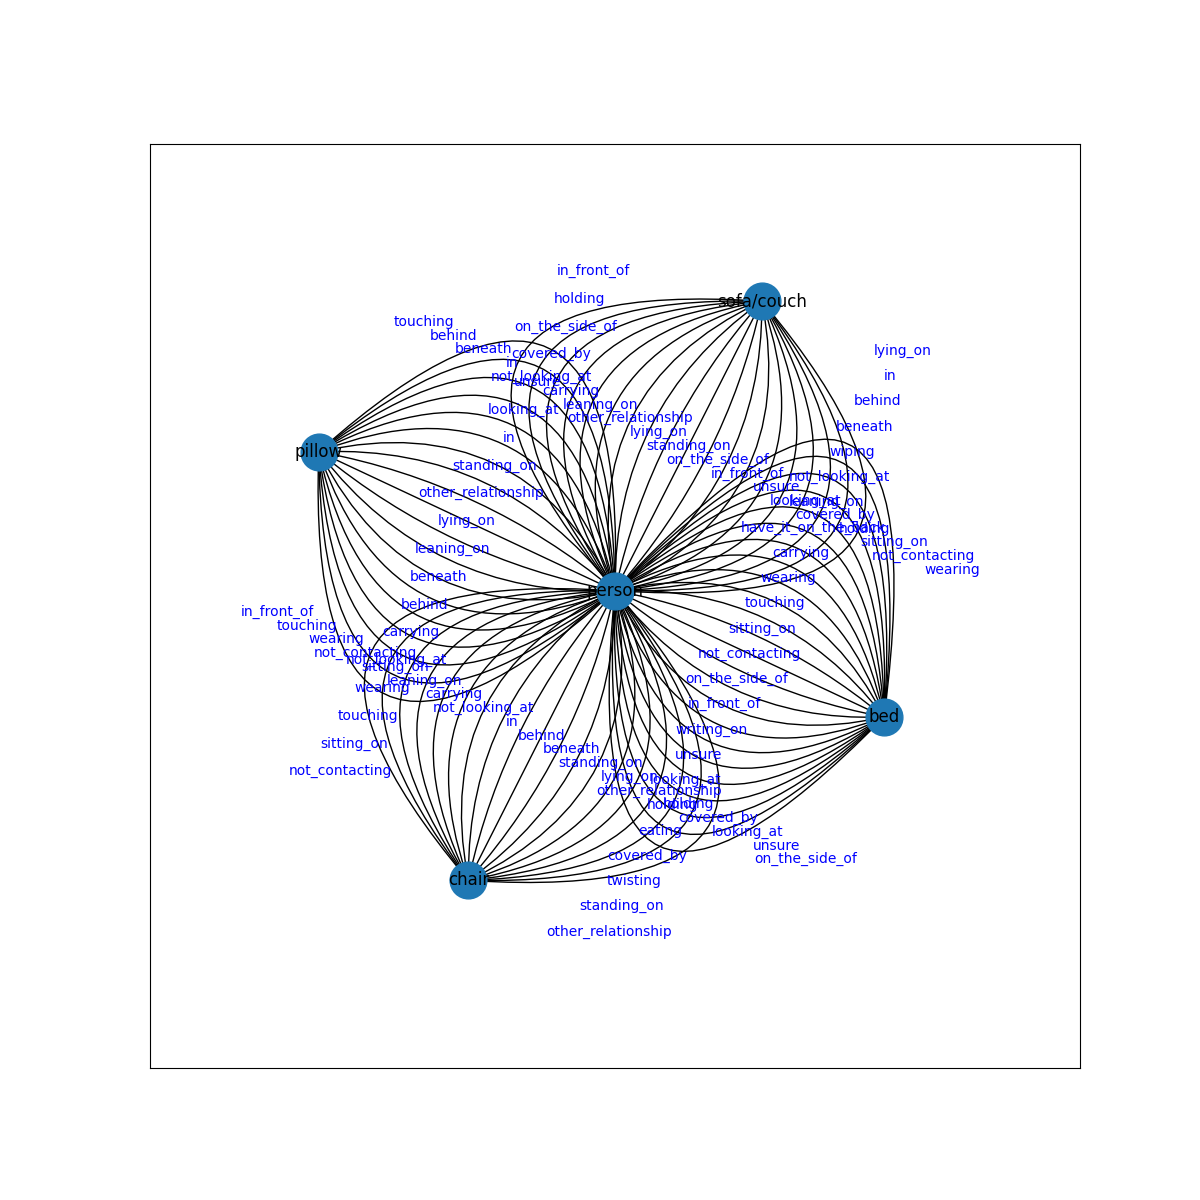 in_front_of
holding
sofa/couch
touching
on_the_side_of
behind
beneath
covered_by
lying_on
in
in
not_looking_at
unsure
carrying
behind
leaning_on
looking_at
other_relationship
beneath
lying_on
in
standing_on
pillow
wiping
on_the_side_of
standing_on
in_front_of
not_looking_at
unsure
other_relationship
looking_at
leaning_on
covered_by
lying_on
have_it_on_the_back
holding
sitting_on
leaning_on
carrying
not_contacting
wearing
beneath
wearing
person
behind
touching
in_front_of
touching
carrying
sitting_on
wearing
not_contacting
not_contacting
not_looking_at
sitting_on
leaning_on
on_the_side_of
wearing
carrying
not_looking_at
in_front_of
touching
in
bed
writing_on
behind
sitting_on
beneath
unsure
standing_on
not_contacting
lying_on
looking_at
other_relationship
holding
holding
covered_by
eating
looking_at
unsure
covered_by
on_the_side_of
chair
twisting
standing_on
other_relationship